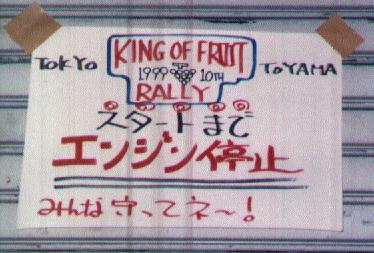 KING OF FRUIT
TOKYO 1999 10TH TOYAMA
RALLY
スタートまで
エンジン停止
みんな守ってネ〜!